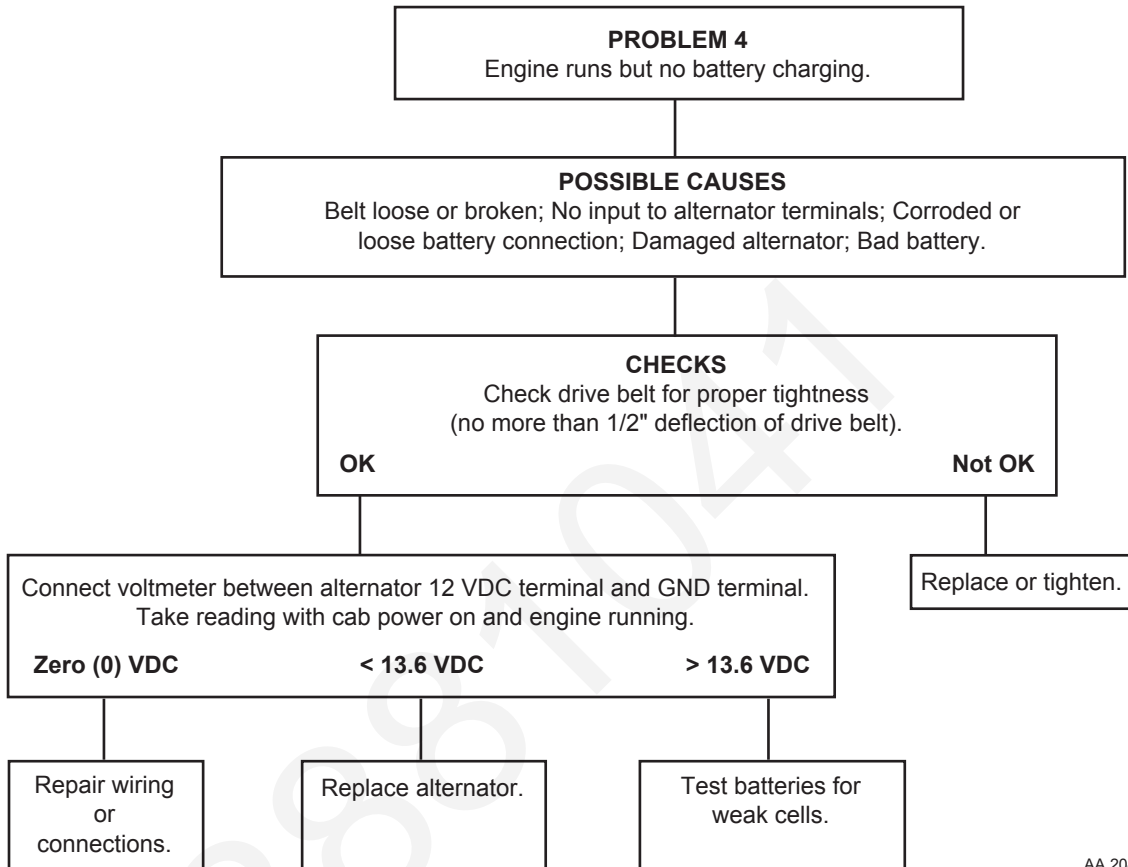 PROBLEM 4
Engine runs but no battery charging.
POSSIBLE CAUSES
Belt loose or broken; No input to alternator terminals; Corroded or
loose battery connection; Damaged alternator; Bad battery.
CHECKS
Check drive belt for proper tightness
(no more than 1/2" deflection of drive belt).
OK Not OK
Connect voltmeter between alternator 12 VDC terminal and GND terminal.
Take reading with cab power on and engine running.
Zero (0) VDC < 13.6 VDC > 13.6 VDC
Replace or tighten.
Repair wiring
or
connections.
Replace alternator.
Test batteries for
weak cells.